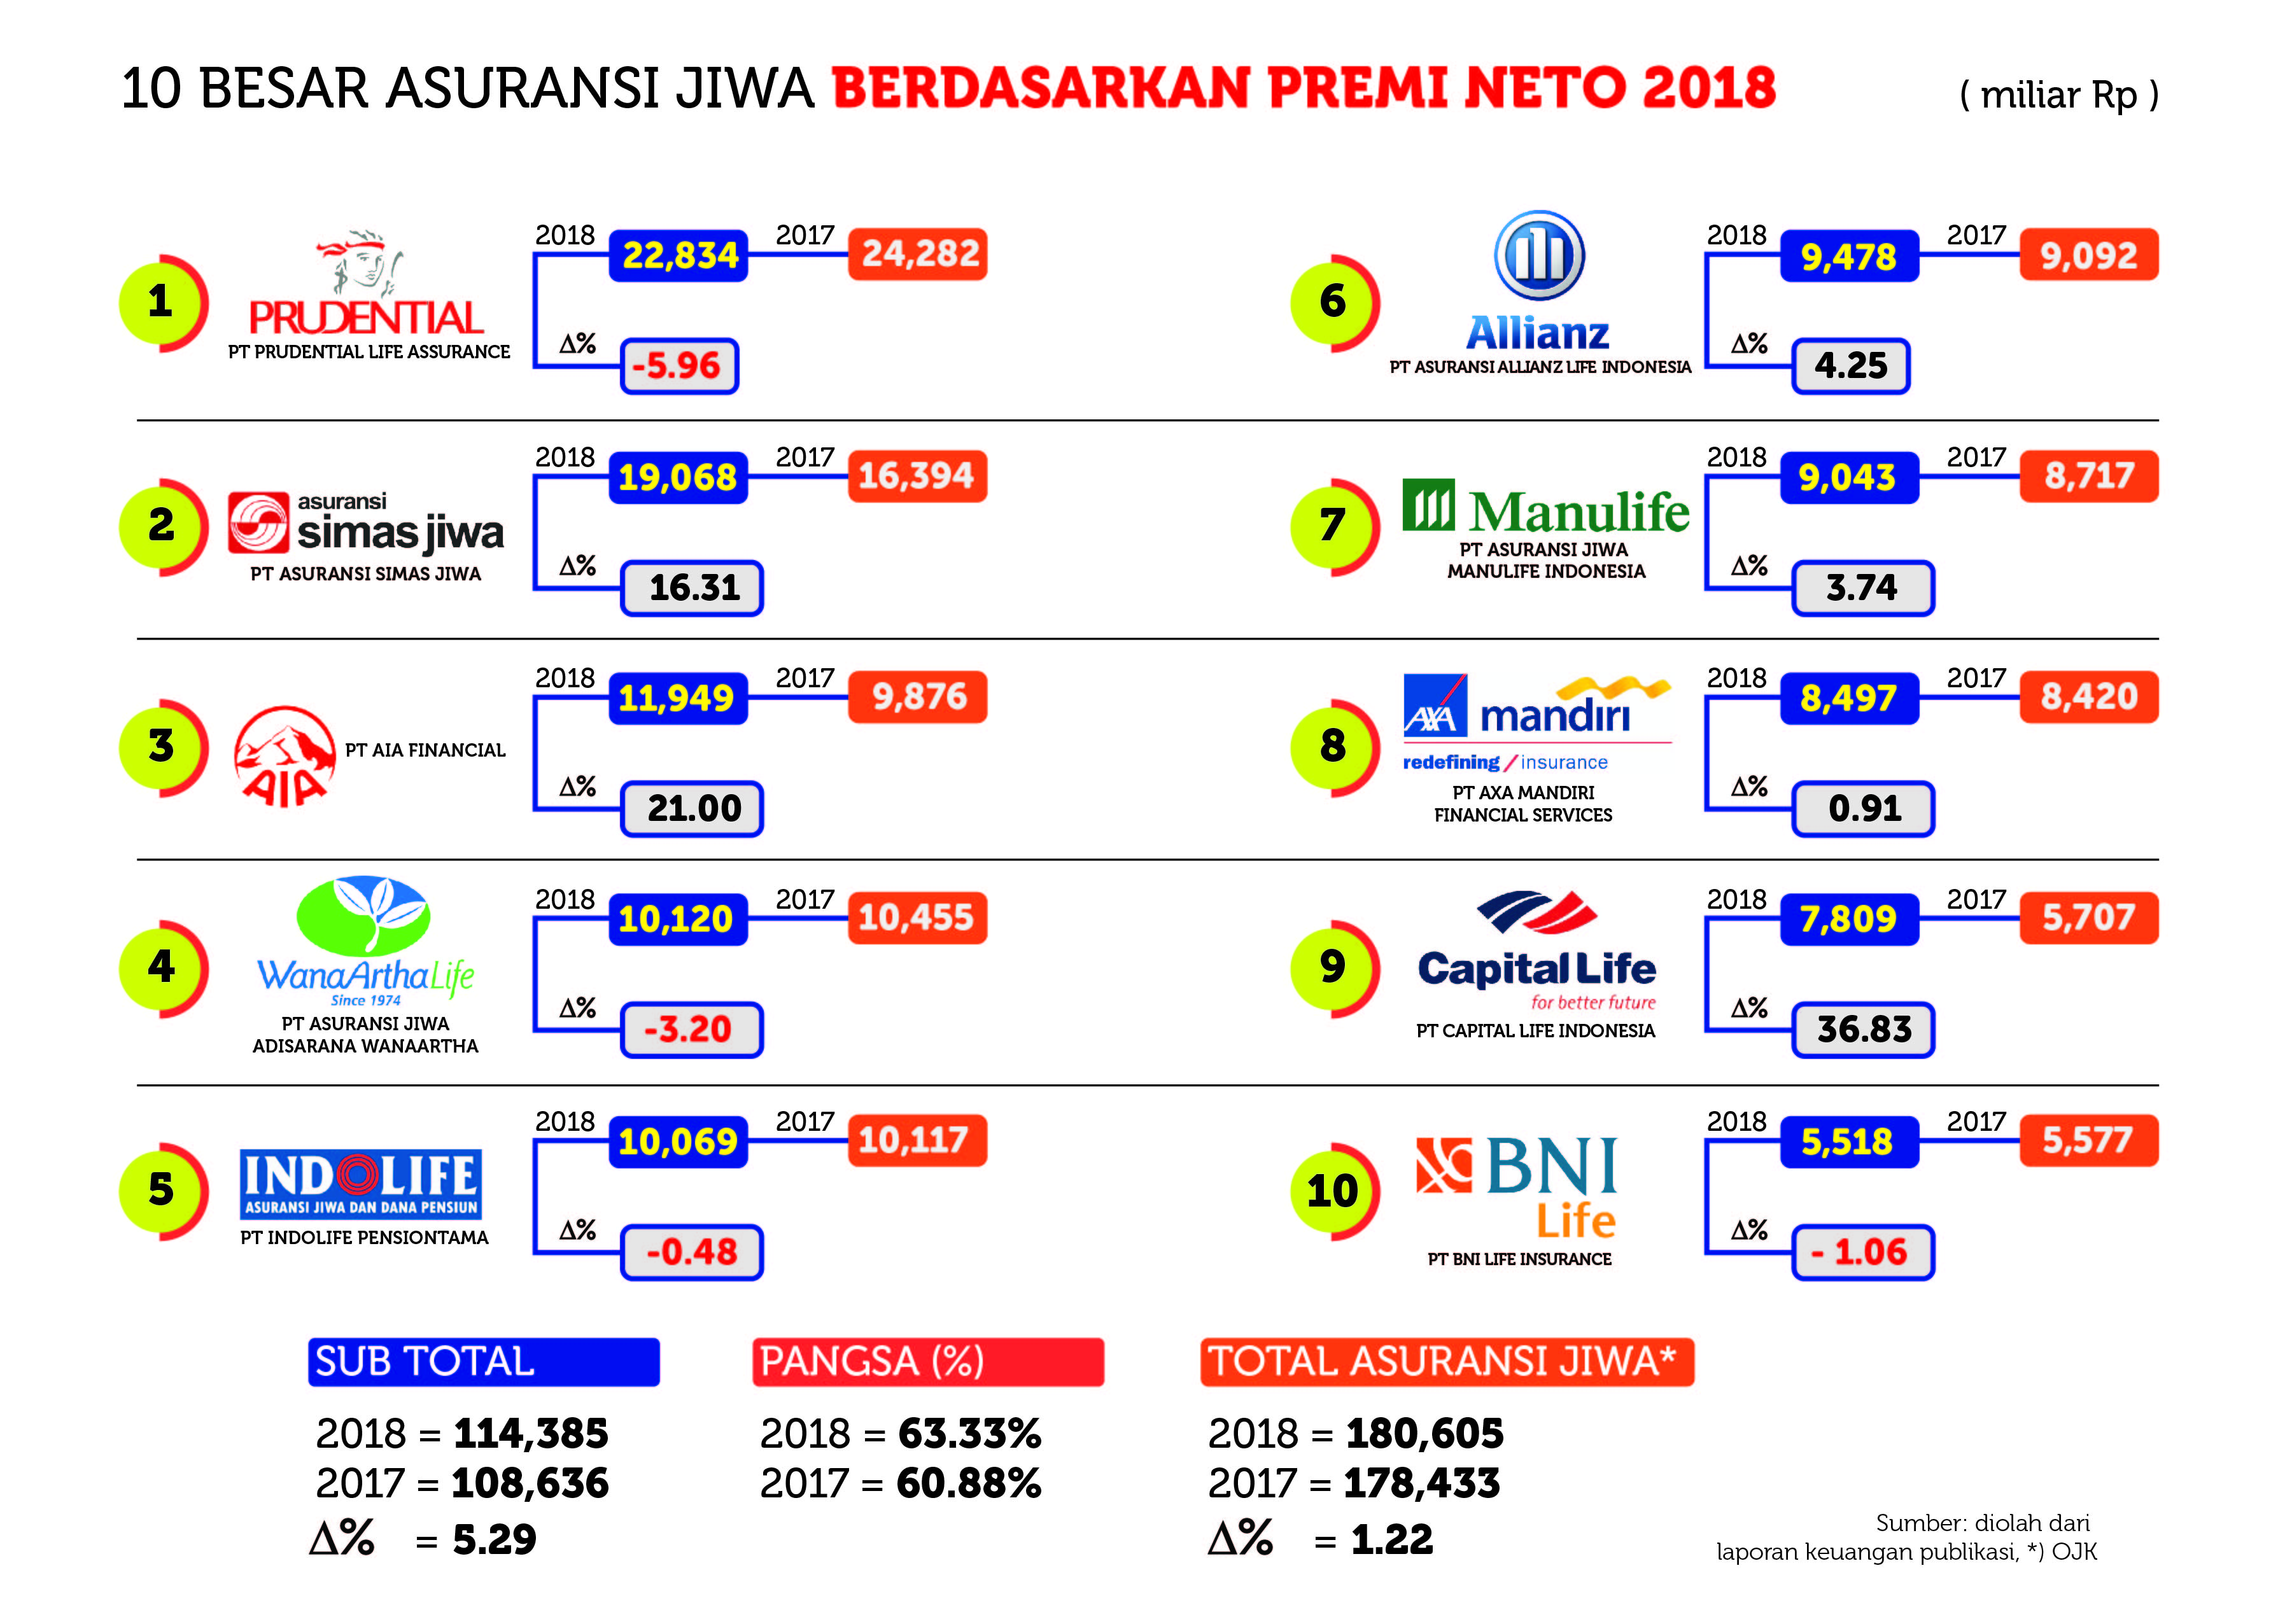 10 BESAR ASURANSI JIWA BERDASARKAN PREMI NETO 2018 ( miliar Rp )
1
PRUDENTIAL
PT PRUDENTIAL LIFE ASSURANCE
2018 22,834 2017 24,282
Δ% -5.96
2
asuransi
simas jiwa
PT ASURANSI SIMAS JIWA
2018 19,068 2017 16,394
Δ% 16.31
3
AIA
PT AIA FINANCIAL
2018 11,949 2017 9,876
Δ% 21.00
4
WanaArthaLife
Since 1974
PT ASURANSI JIWA
ADISARANA WANAARTHA
2018 10,120 2017 10,455
Δ% -3.20
5
INDOLIFE
ASURANSI JIWA DAN DANA PENSIUN
PT INDOLIFE PENSIONTAMA
2018 10,069 2017 10,117
Δ% -0.48
6
Allianz
PT ASURANSI ALLIANZ LIFE INDONESIA
2018 9,478 2017 9,092
Δ% 4.25
7
Manulife
PT ASURANSI JIWA
MANULIFE INDONESIA
2018 9,043 2017 8,717
Δ% 3.74
8
AXA mandiri
redefining / insurance
PT AXA MANDIRI
FINANCIAL SERVICES
2018 8,497 2017 8,420
Δ% 0.91
9
Capital Life
for better future
PT CAPITAL LIFE INDONESIA
2018 7,809 2017 5,707
Δ% 36.83
10
BNI
Life
PT BNI LIFE INSURANCE
2018 5,518 2017 5,577
Δ% - 1.06
SUB TOTAL
2018 = 114,385
2017 = 108,636
Δ% = 5.29
PANGSA (%)
2018 = 63.33%
2017 = 60.88%
TOTAL ASURANSI JIWA*
2018 = 180,605
2017 = 178,433
Δ% = 1.22
Sumber: diolah dari
laporan keuangan publikasi, *) OJK